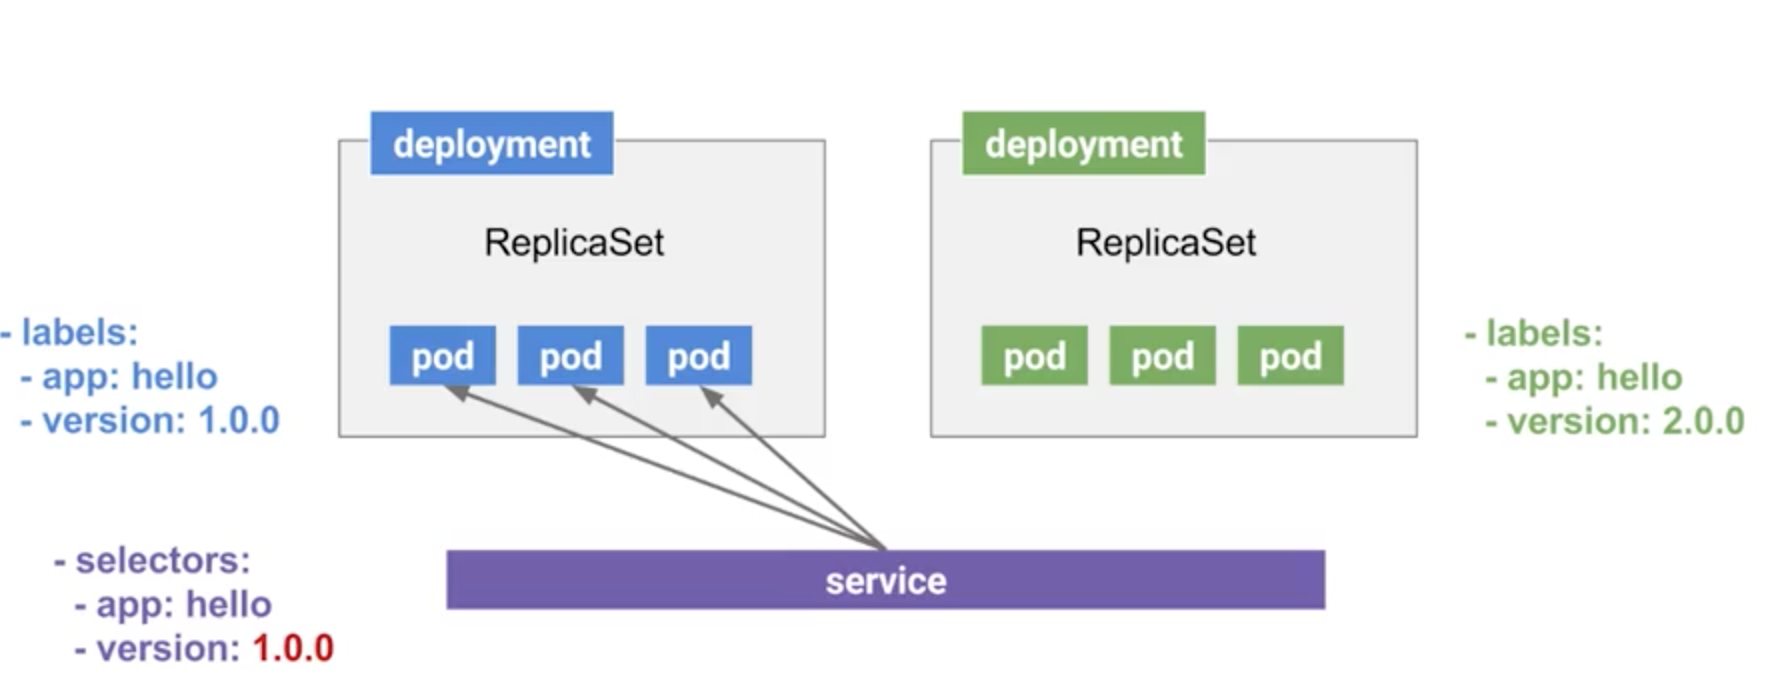 deployment
deployment
ReplicaSet
ReplicaSet
- labels:
- app: hello
- version: 1.0.0
pod pod pod
pod pod pod
- labels:
- app: hello
- version: 2.0.0
- selectors:
- app: hello
- version: 1.0.0
service